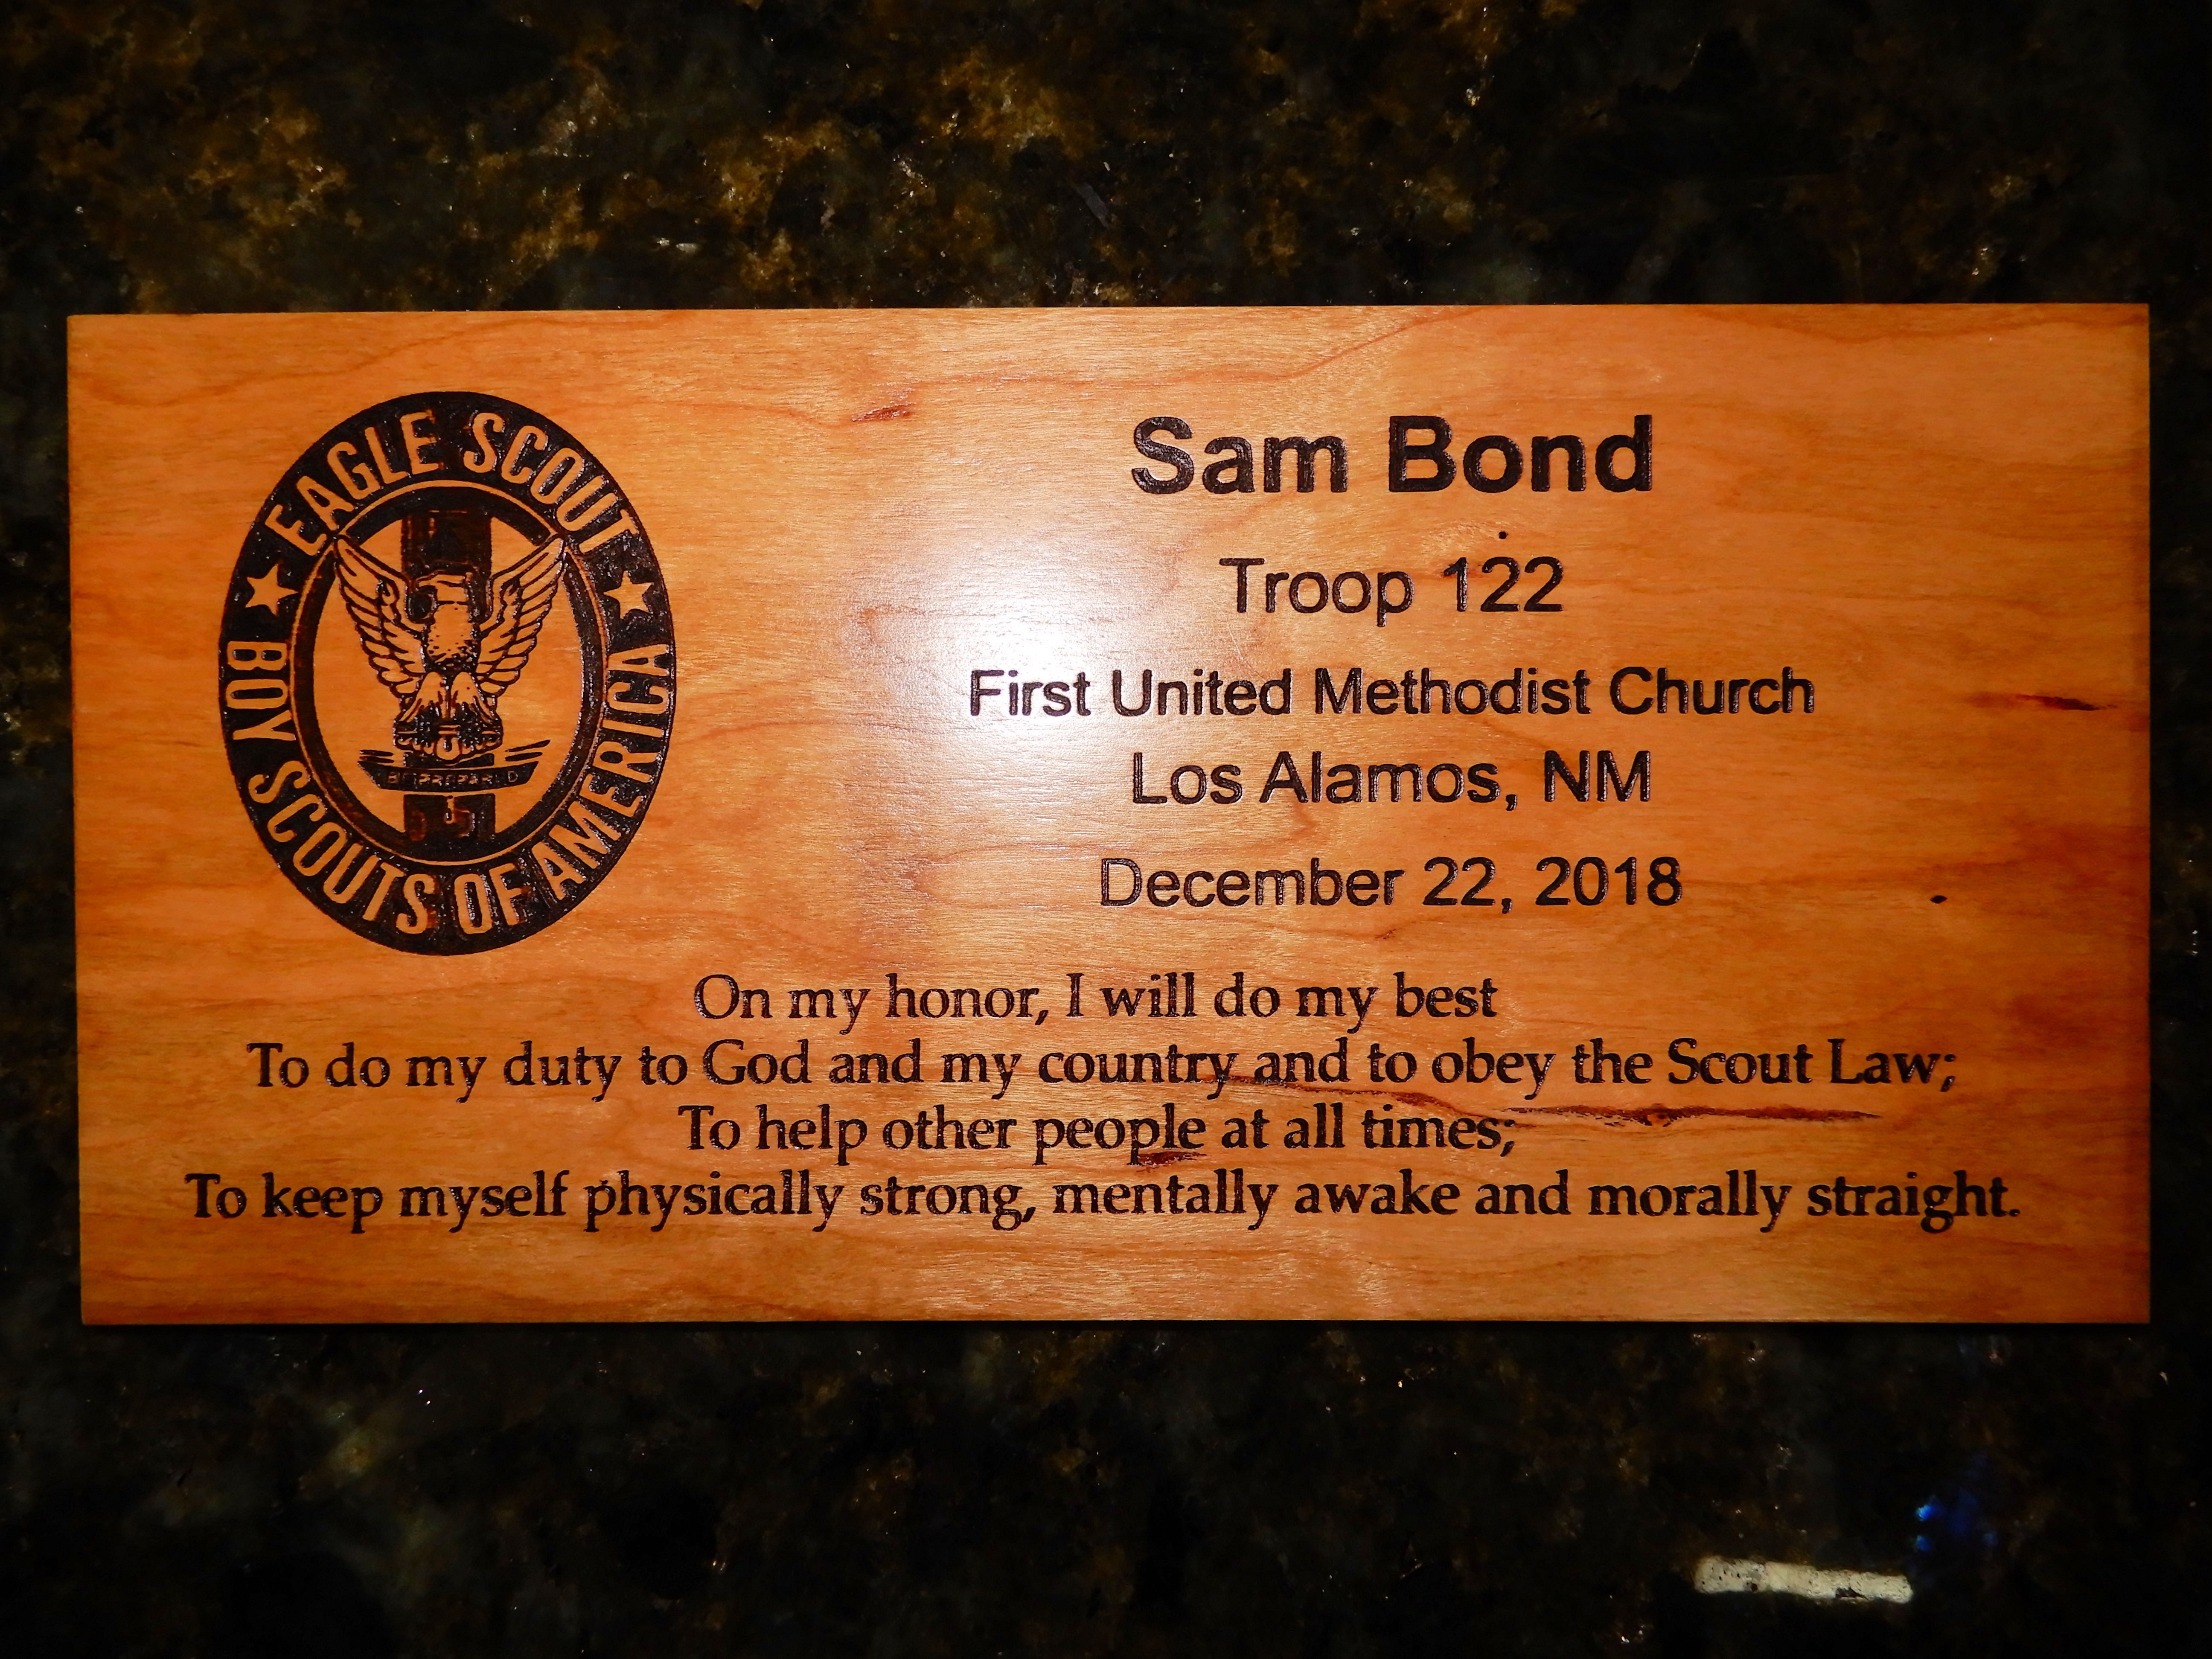 EAGLE SCOUT
BOY SCOUTS OF AMERICA
Sam Bond
Troop 122
First United Methodist Church
Los Alamos, NM
December 22, 2018
On my honor, I will do my best
To do my duty to God and my country and to obey the Scout Law;
To help other people at all times;
To keep myself physically strong, mentally awake and morally straight.